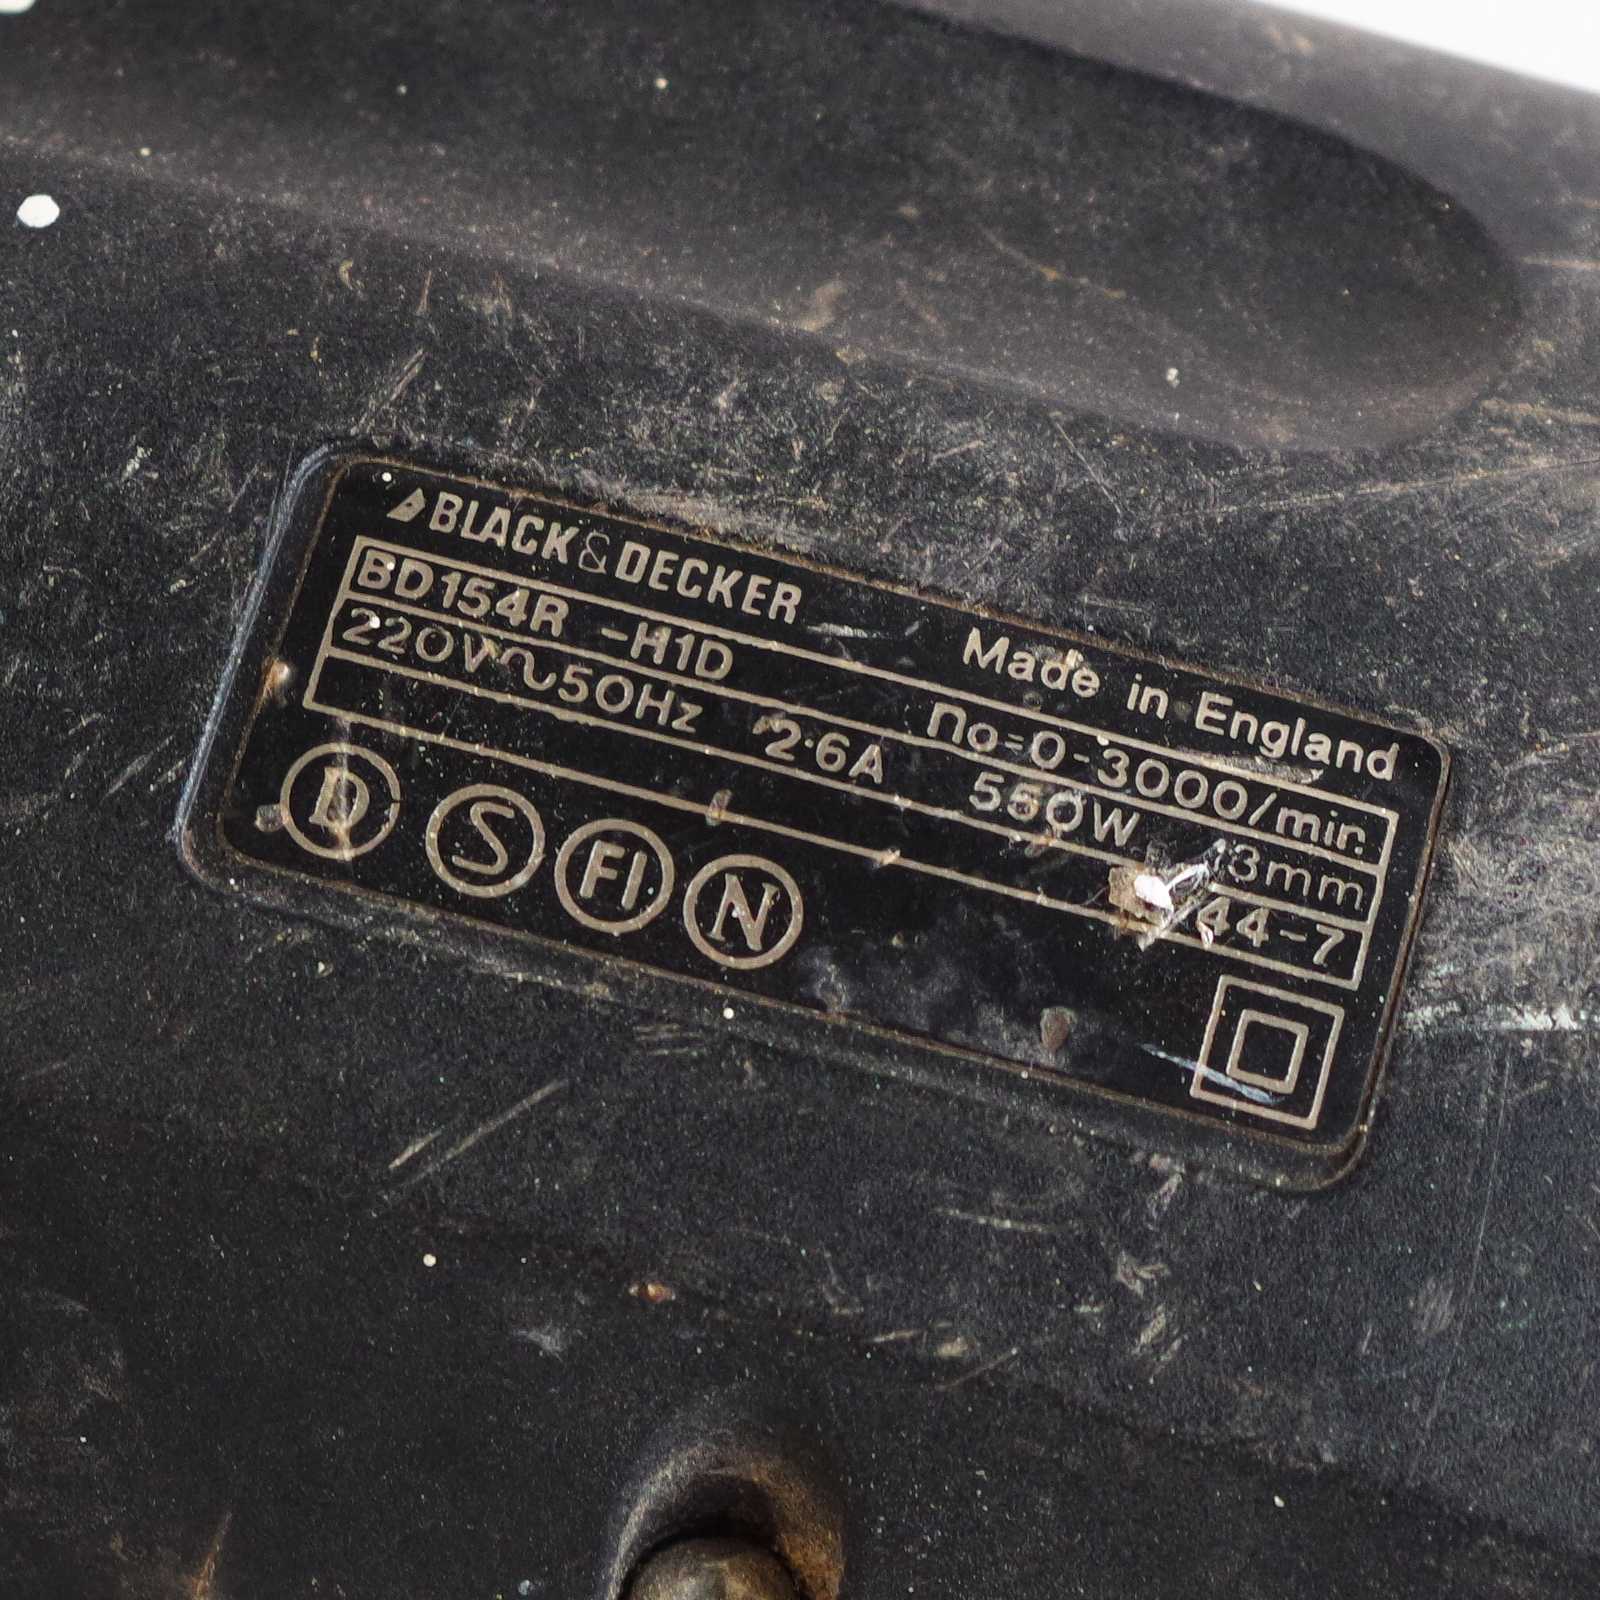 BLACK & DECKER Made in England
BD154R -H1D no=0-3000/min.
220V∿50Hz 2·6A 550W 13mm
44-7
D S FI N